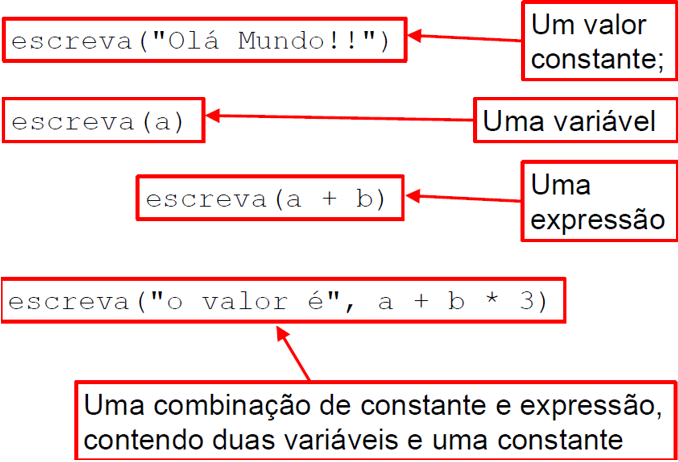 escreva("Olá Mundo!!")
Um valor
constante;
escreva(a)
Uma variável
escreva(a + b)
Uma
expressão
escreva("o valor é", a + b * 3)
Uma combinação de constante e expressão,
contendo duas variáveis e uma constante